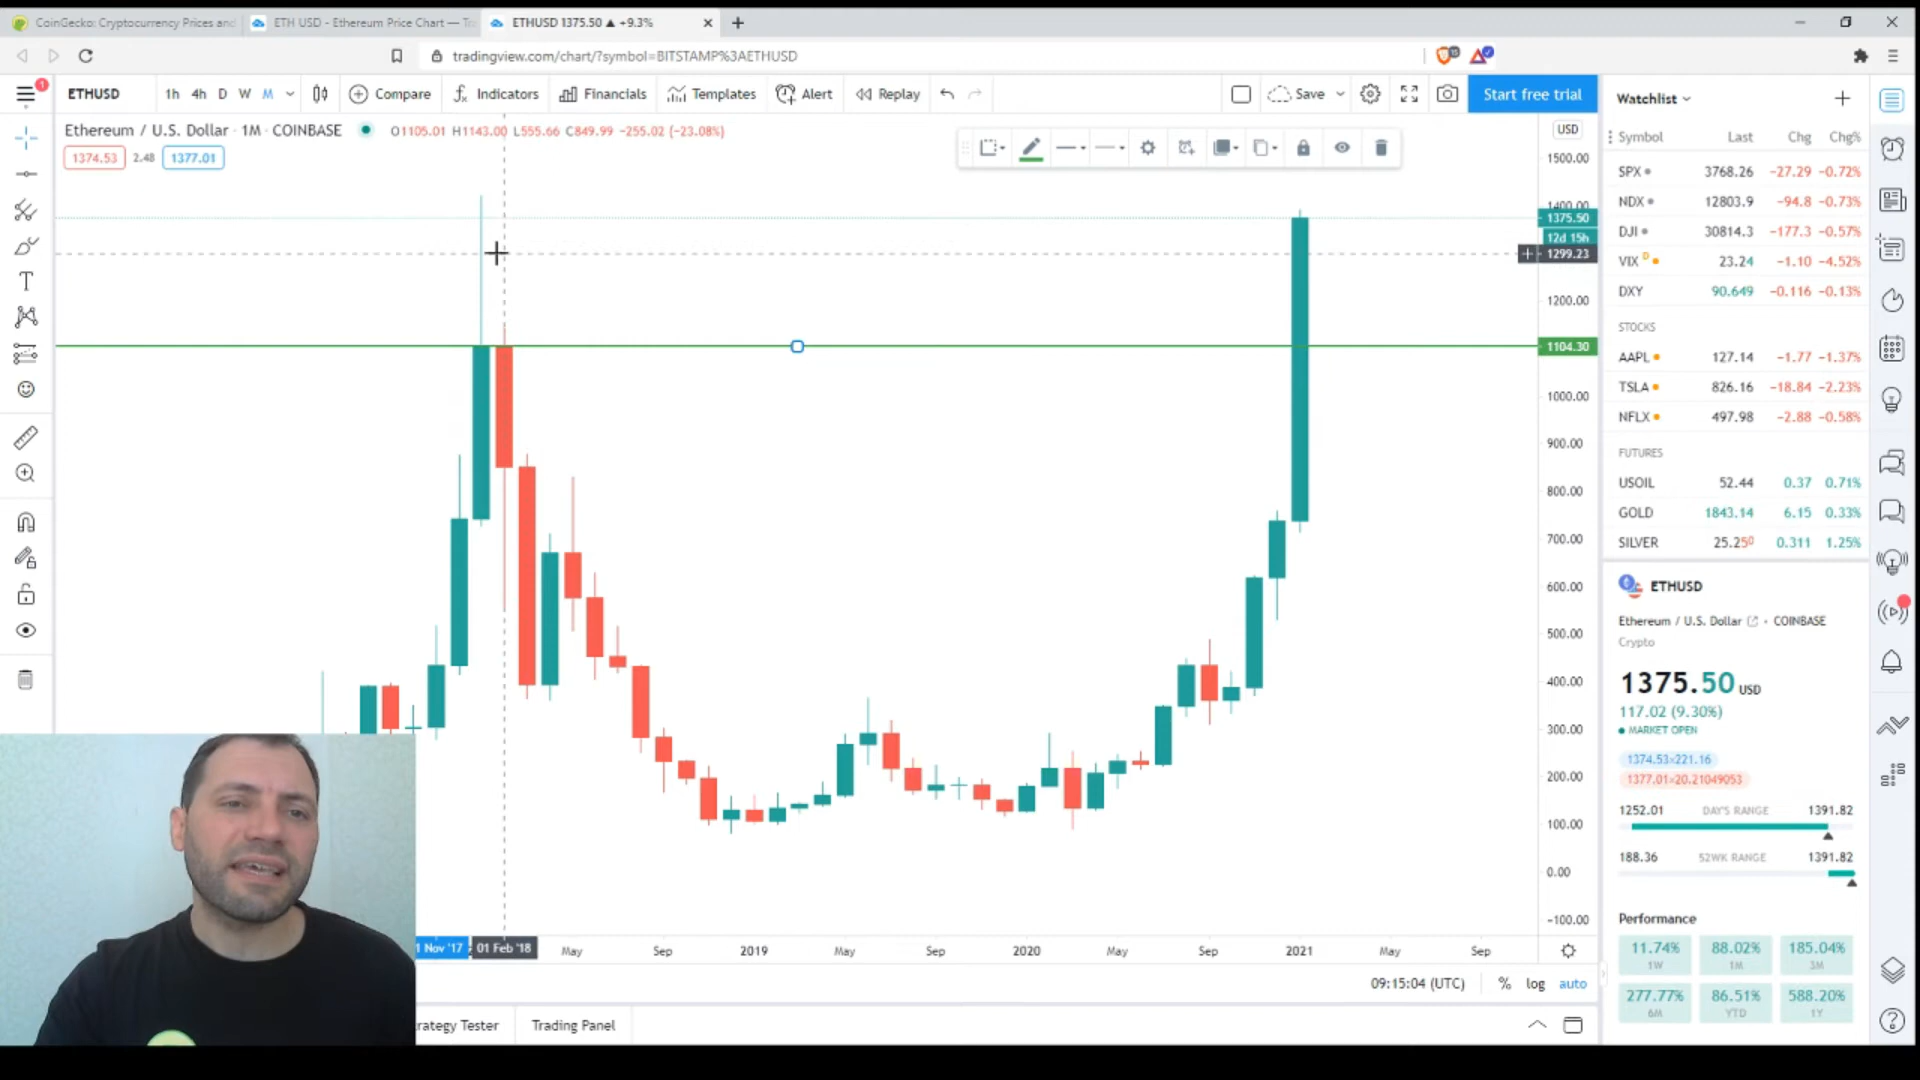 CoinGecko: Cryptocurrency Prices and
ETH USD - Ethereum Price Chart — Tr
ETHUSD 1375.50 ▲ +9.3%
tradingview.com/chart/?symbol=BITSTAMP%3AETHUSD
ETHUSD 1h 4h D W M Compare Indicators Financials Templates Alert Replay Save Start free trial
Ethereum / U.S. Dollar · 1M · COINBASE O1105.01 H1143.00 L555.66 C849.99 −255.02 (−23.08%)
1374.53 2.48 1377.01
USD
1500.00
1400.00
1375.50
12d 15h
1299.23
1200.00
1104.30
1000.00
900.00
800.00
700.00
600.00
500.00
400.00
300.00
200.00
100.00
0.00
−100.00
1 Nov '17 01 Feb '18 May Sep 2019 May Sep 2020 May Sep 2021 May Sep
09:15:04 (UTC) % log auto
rategy Tester Trading Panel
Watchlist
Symbol Last Chg Chg%
SPX 3768.26 −27.29 −0.72%
NDX 12803.9 −94.8 −0.73%
DJI 30814.3 −177.3 −0.57%
VIX D 23.24 −1.10 −4.52%
DXY 90.649 −0.116 −0.13%
STOCKS
AAPL 127.14 −1.77 −1.37%
TSLA 826.16 −18.84 −2.23%
NFLX 497.98 −2.88 −0.58%
FUTURES
USOIL 52.44 0.37 0.71%
GOLD 1843.14 6.15 0.33%
SILVER 25.250 0.311 1.25%
ETHUSD
Ethereum / U.S. Dollar · COINBASE
Crypto
1375.50 USD
117.02 (9.30%)
MARKET OPEN
1374.53×221.16
1377.01×20.21049053
1252.01 DAY'S RANGE 1391.82
188.36 52WK RANGE 1391.82
Performance
11.74% 88.02% 185.04%
1W 1M 3M
277.77% 86.51% 588.20%
6M YTD 1Y